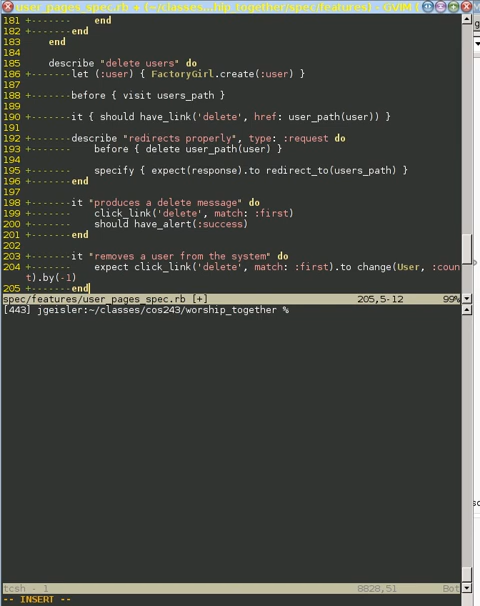 user_pages_spec.rb + (~/classes...hip_together/spec/features) - GVIM
181 +-------    end
182 +-------end
183     end
184
185     describe "delete users" do
186 +-------let (:user) { FactoryGirl.create(:user) }
187
188 +-------before { visit users_path }
189
190 +-------it { should have_link('delete', href: user_path(user)) }
191
192 +-------describe "redirects properly", type: :request do
193 +-------    before { delete user_path(user) }
194
195 +-------    specify { expect(response).to redirect_to(users_path) }
196 +-------end
197
198 +-------it "produces a delete message" do
199 +-------    click_link('delete', match: :first)
200 +-------    should have_alert(:success)
201 +-------end
202
203 +-------it "removes a user from the system" do
204 +-------    expect click_link('delete', match: :first).to change(User, :coun
t).by(-1)
205 +-------end
spec/features/user_pages_spec.rb [+] 205,5-12 99%
[443] jgeisler:~/classes/cos243/worship_together %
tcsh - 1 8828,51 Bot
-- INSERT --